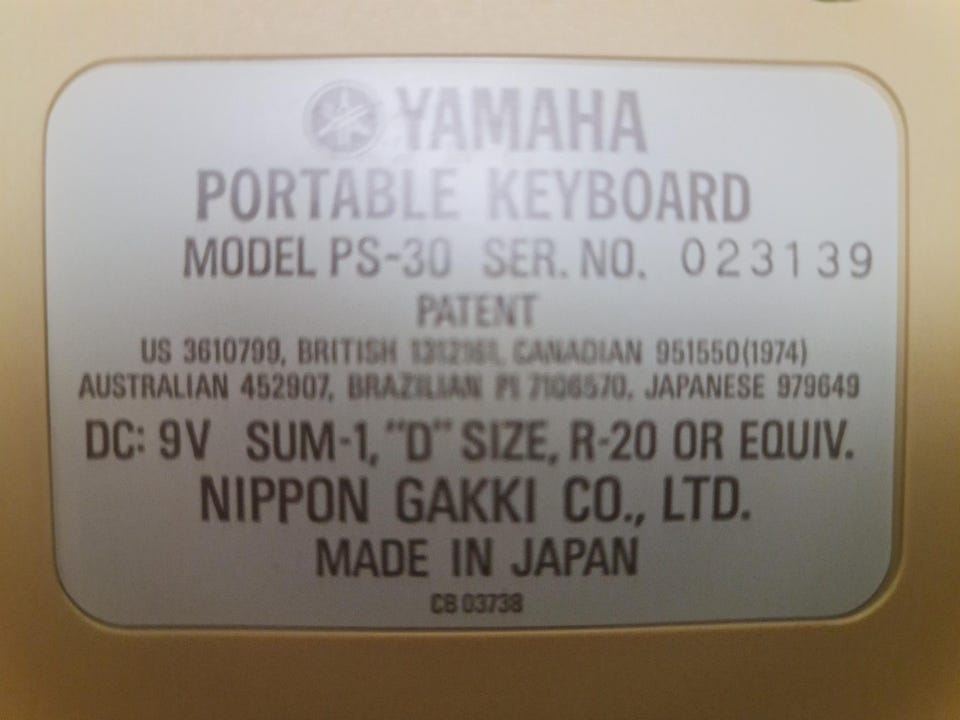 YAMAHA
PORTABLE KEYBOARD
MODEL PS-30 SER. NO. 023139
PATENT
US 3610799, BRITISH 1312161, CANADIAN 951550(1974)
AUSTRALIAN 452907, BRAZILIAN PI 7106570, JAPANESE 979649
DC: 9V SUM-1, "D" SIZE, R-20 OR EQUIV.
NIPPON GAKKI CO., LTD.
MADE IN JAPAN
CB 03738